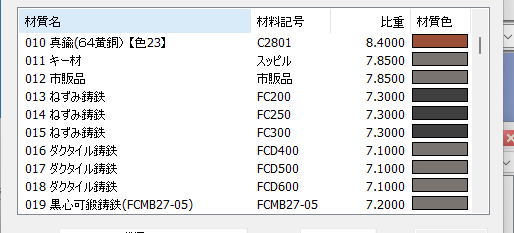 材質名 材料記号 比重 材質色
010 真鍮(64黄銅)【色23】 C2801 8.4000
011 キー材 スッピル 7.8500
012 市販品 市販品 7.8500
013 ねずみ鋳鉄 FC200 7.3000
014 ねずみ鋳鉄 FC250 7.3000
015 ねずみ鋳鉄 FC300 7.3000
016 ダクタイル鋳鉄 FCD400 7.1000
017 ダクタイル鋳鉄 FCD500 7.1000
018 ダクタイル鋳鉄 FCD600 7.1000
019 黒心可鍛鋳鉄(FCMB27-05) FCMB27-05 7.2000